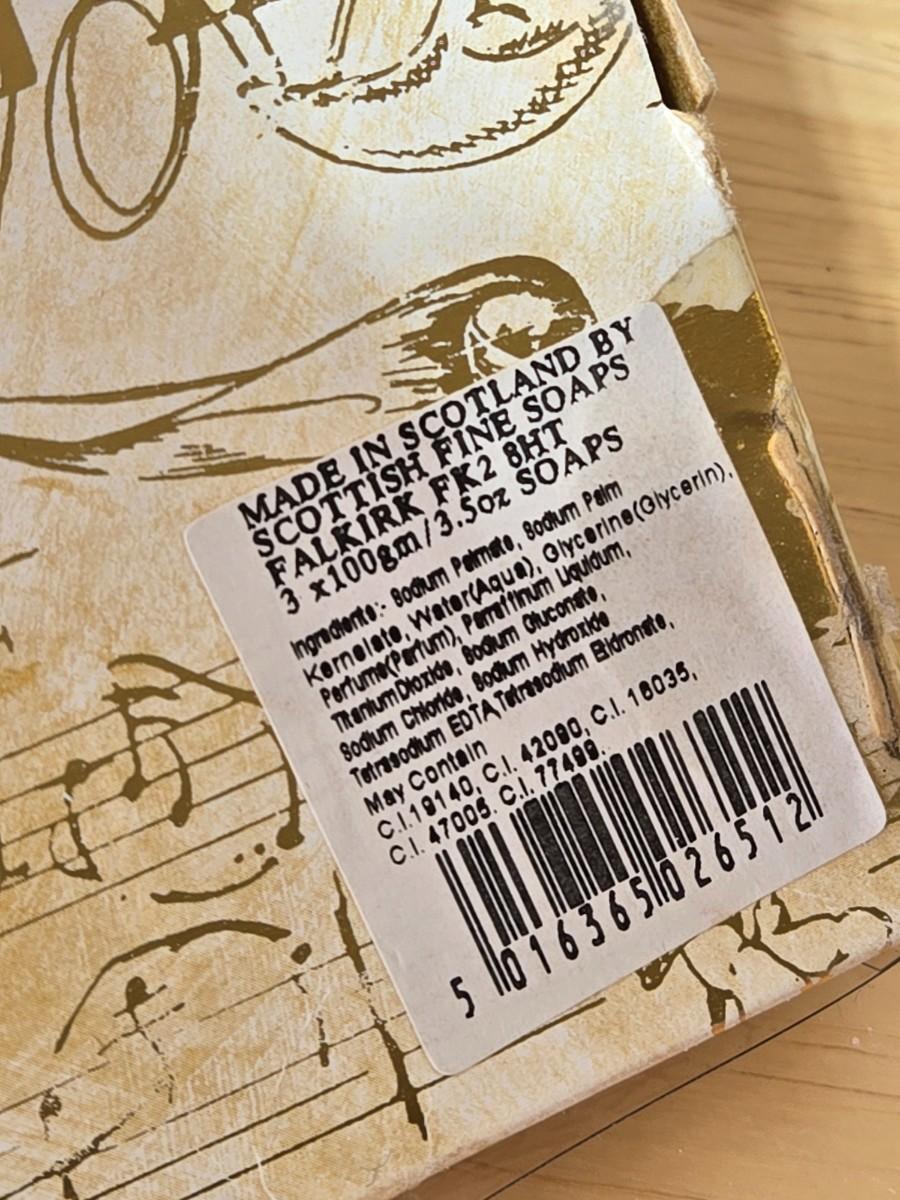 MADE IN SCOTLAND BY
SCOTTISH FINE SOAPS
FALKIRK FK2 8HT
3 x100gm/3.5oz SOAPS
Ingredients:- Sodium Palmate, Sodium Palm
Kernelate, Water(Aqua), Glycerine(Glycerin),
Perfume(Parfum), Parraffinum Liquidum,
Titanium Dioxide, Sodium Gluconate,
Sodium Chloride, Sodium Hydroxide
Tetrasodium EDTA, Tetrasodium Etidronate,
May Contain
C.I.19140, C.I. 42090, C.I. 16035,
C.I. 47005. C.I. 77499.
5 016365 026512